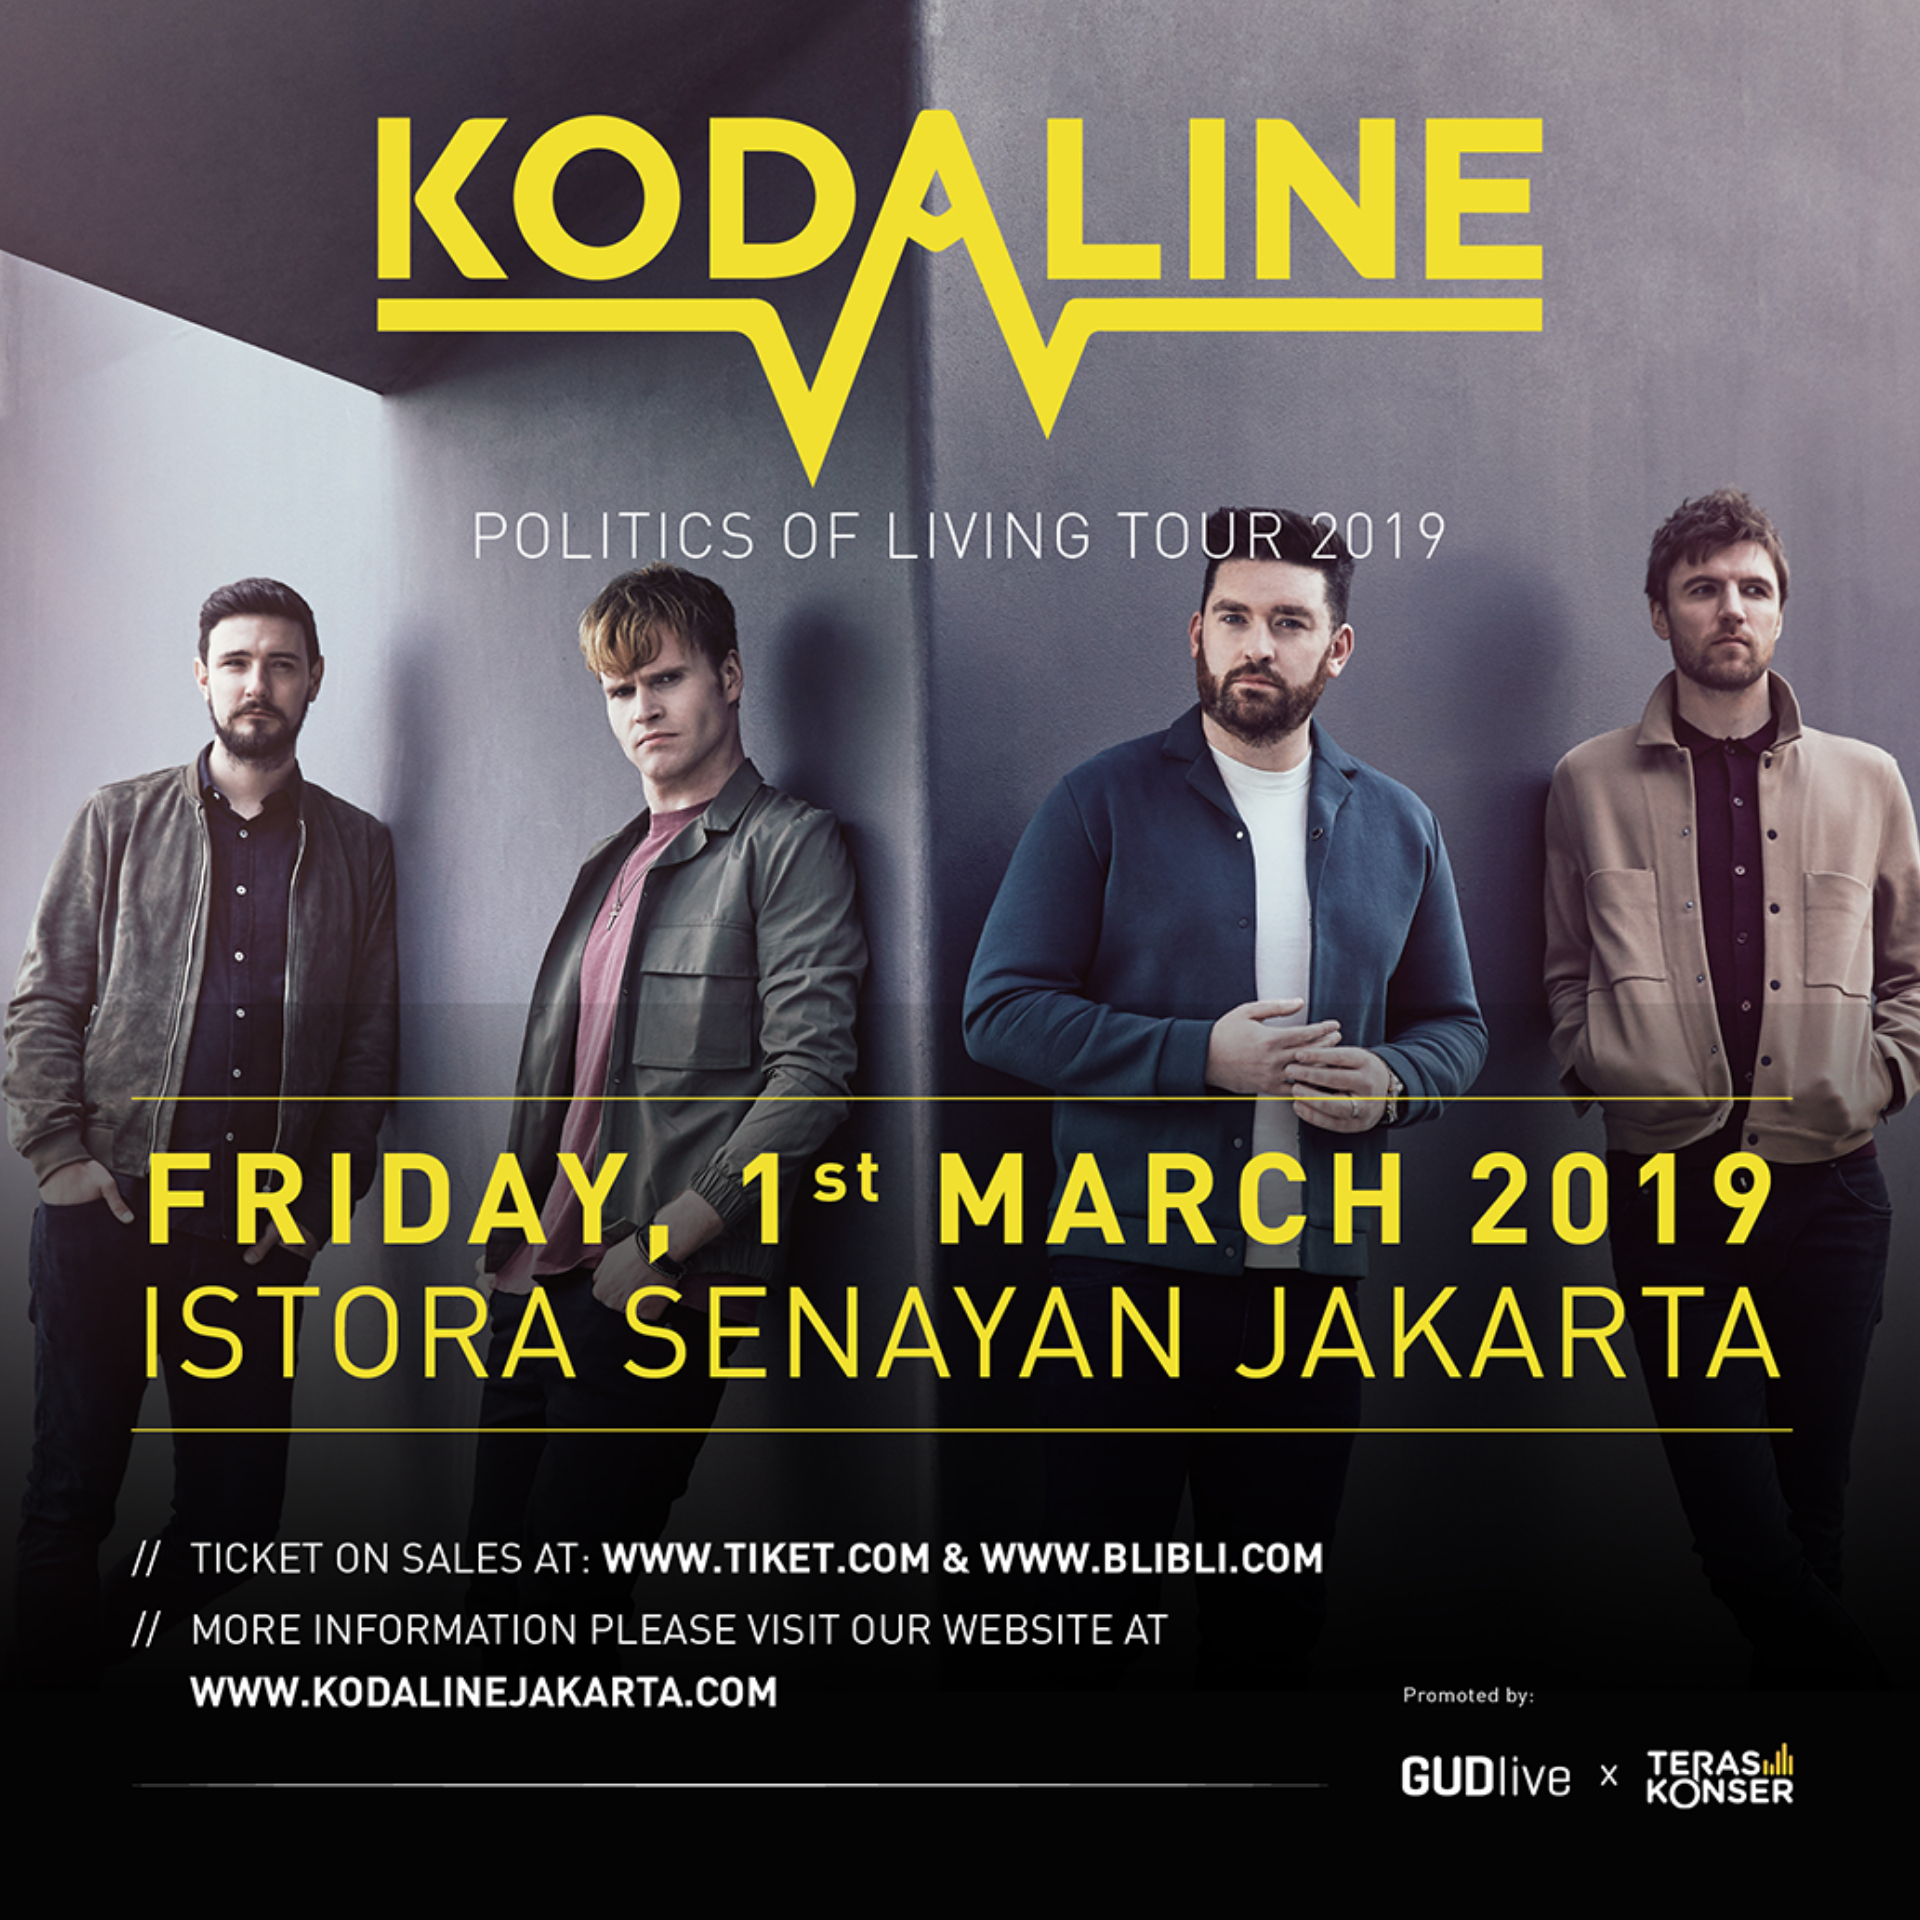 KODALINE
POLITICS OF LIVING TOUR 2019
FRIDAY, 1st MARCH 2019
ISTORA SENAYAN JAKARTA
// TICKET ON SALES AT: WWW.TIKET.COM & WWW.BLIBLI.COM
// MORE INFORMATION PLEASE VISIT OUR WEBSITE AT
WWW.KODALINEJAKARTA.COM
Promoted by:
GUDlive x TERAS
KONSER